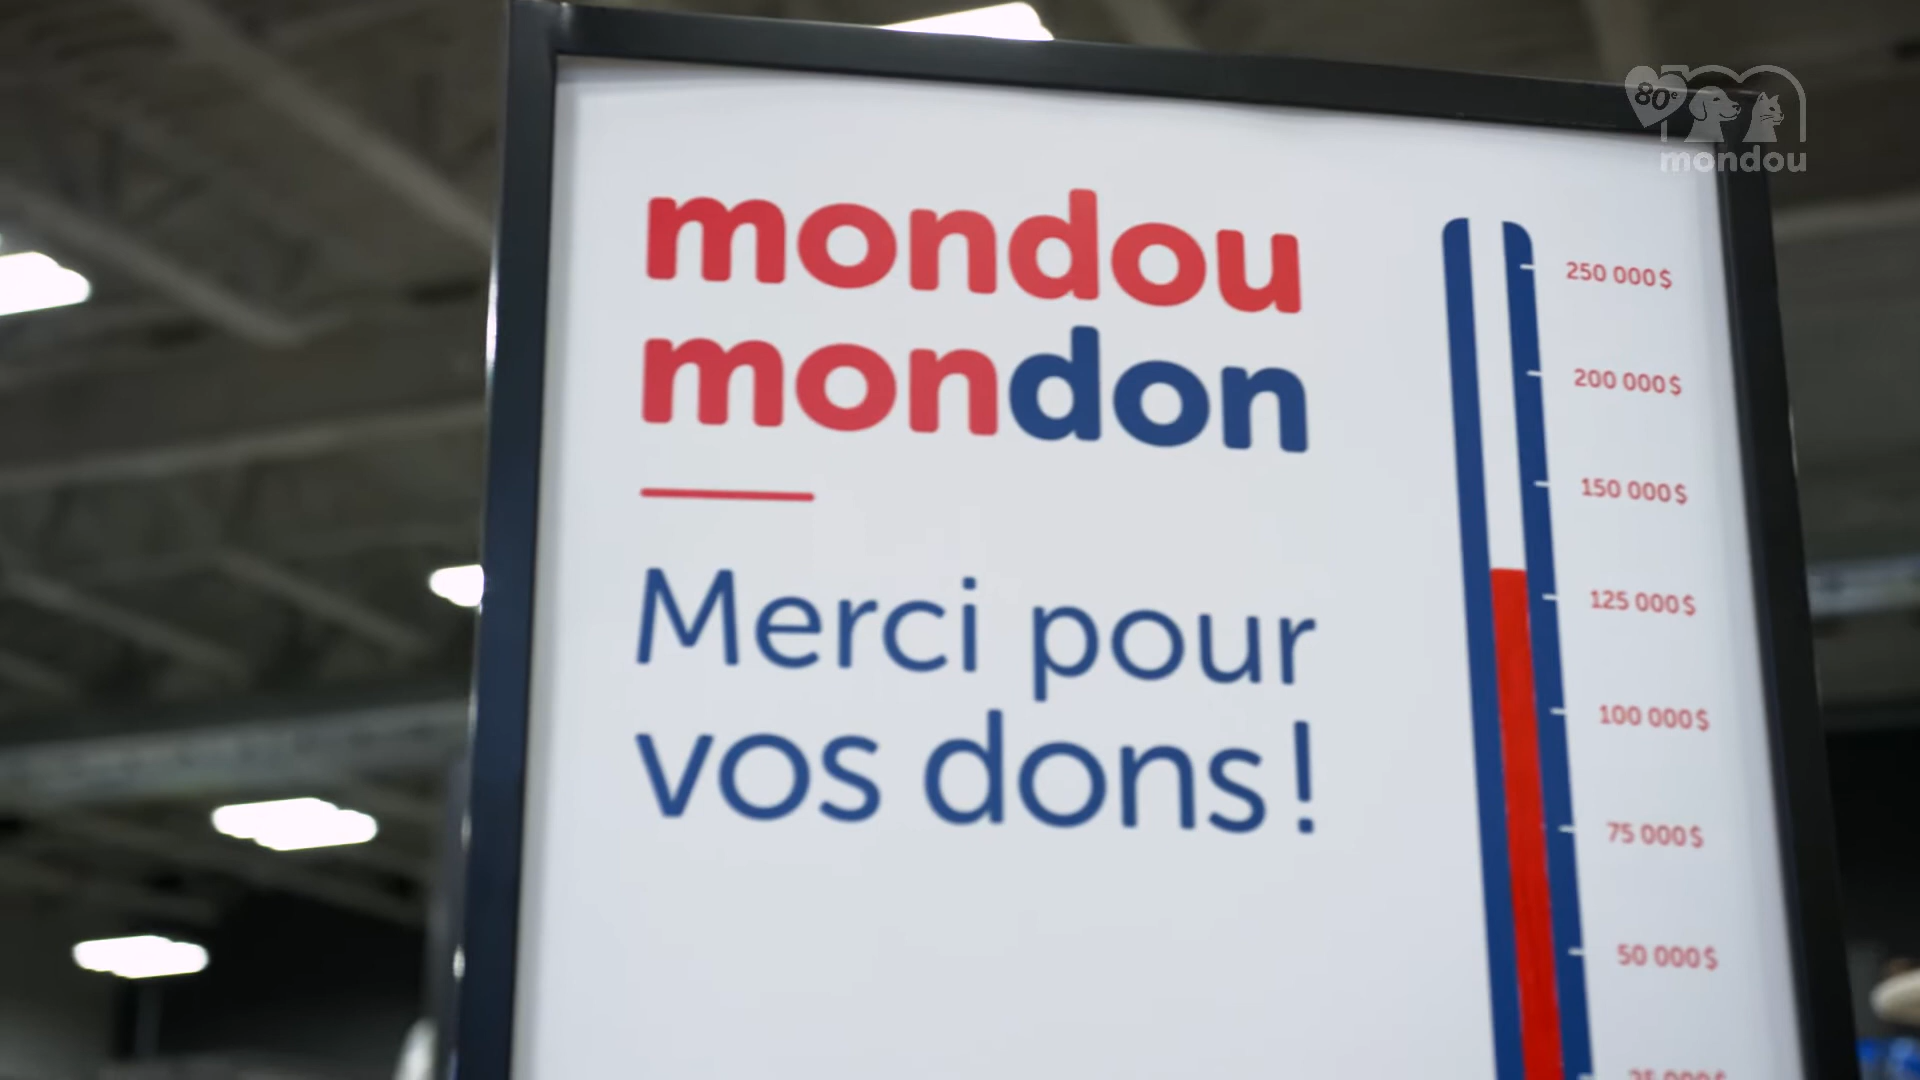 80e
mondou
mondou
mondon
Merci pour
vos dons!
250 000$
200 000$
150 000$
125 000$
100 000$
75 000$
50 000$